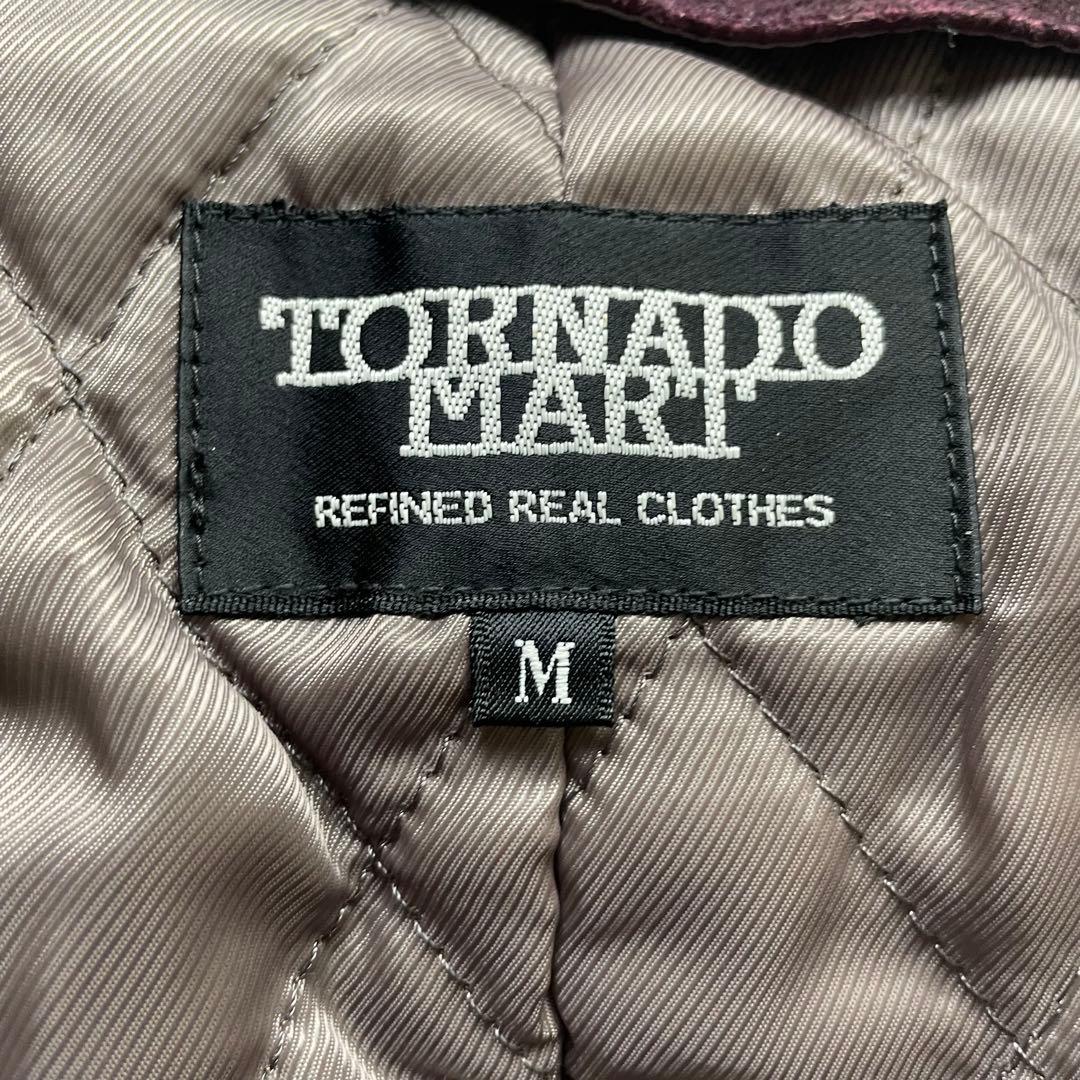 TORNADO
MART
REFINED REAL CLOTHES
M